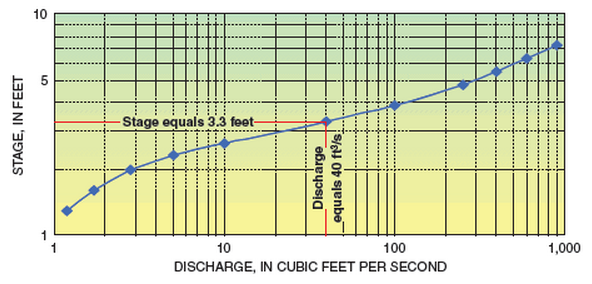 10
5
1
STAGE, IN FEET
Stage equals 3.3 feet
Discharge
equals 40 ft³/s
1
10
100
1,000
DISCHARGE, IN CUBIC FEET PER SECOND